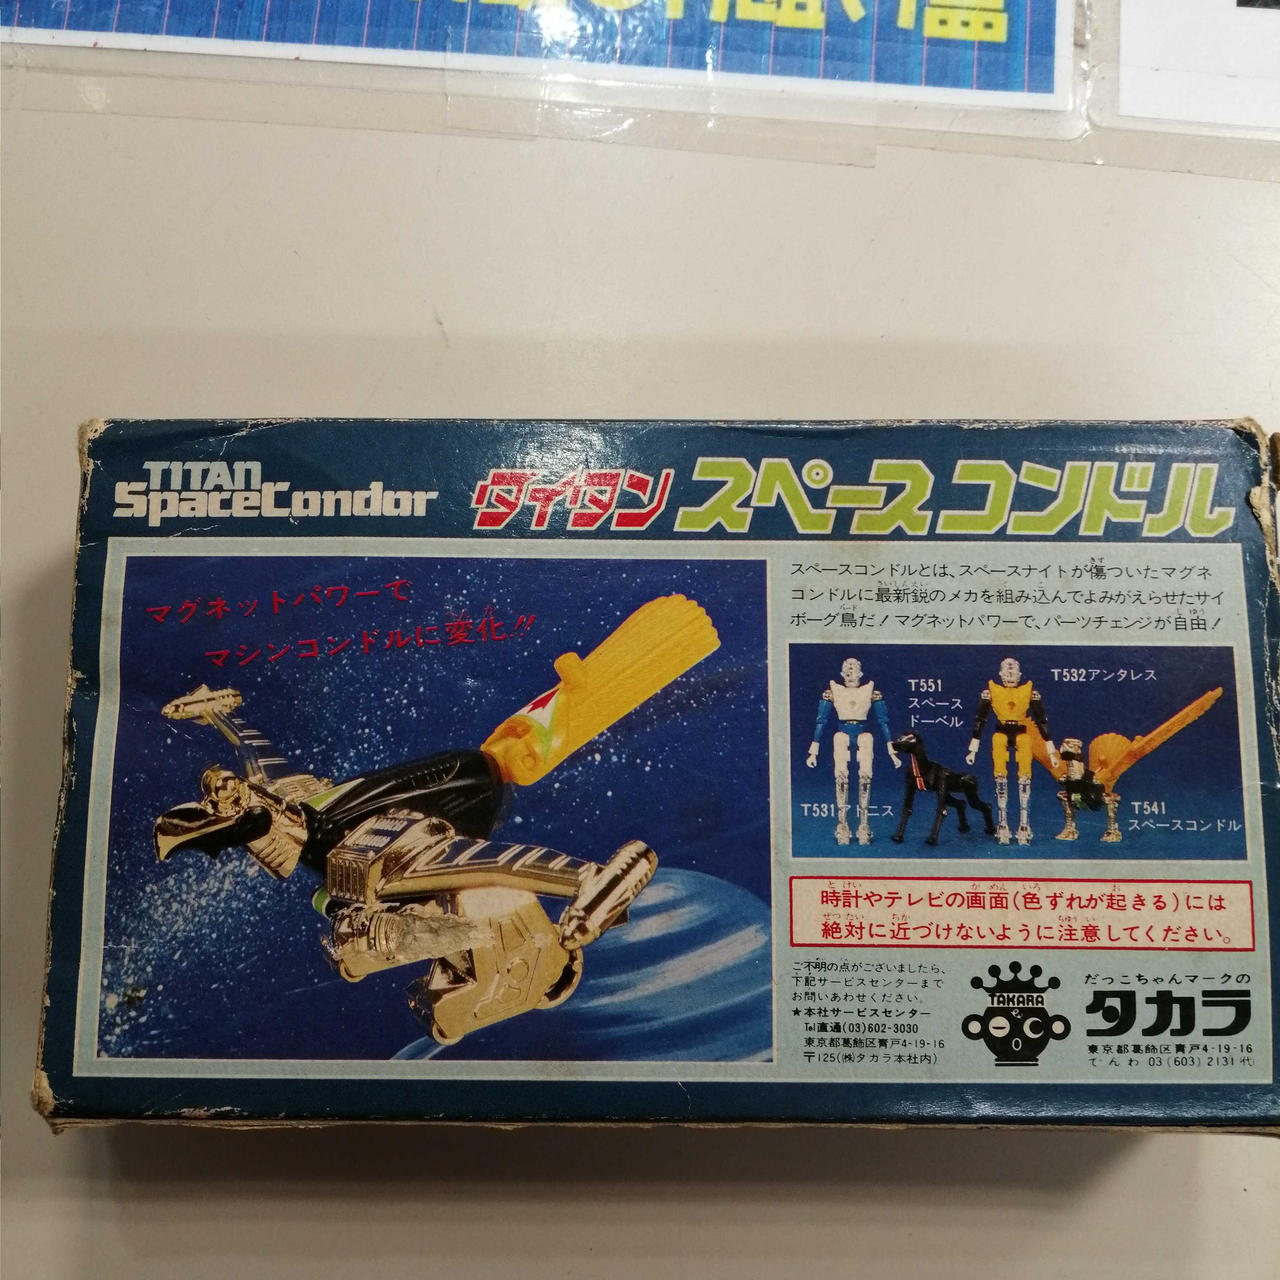 TITAN
SpaceCondor
タイタン スペースコンドル
マグネットパワーで
マシンコンドルに変化!!
スペースコンドルとは、スペースナイトが傷ついたマグネ
コンドルに最新鋭のメカを組み込んでよみがえらせたサイ
ボーグ鳥だ!マグネットパワーで、パーツチェンジが自由!
T551
スペース
ドーベル
T532アンタレス
T531アトニス
T541
スペースコンドル
時計やテレビの画面(色ずれが起きる)には
絶対に近づけないように注意してください。
ご不明の点がございましたら、
下記サービスセンターまで
お問いあわせください。
★本社サービスセンター
Tel直通(03)602-3030
東京都葛飾区青戸4-19-16
〒125(株)タカラ本社内)
TAKARA
だっこちゃんマークの
タカラ
東京都葛飾区青戸4-19-16
でんわ 03(603)2131(代)